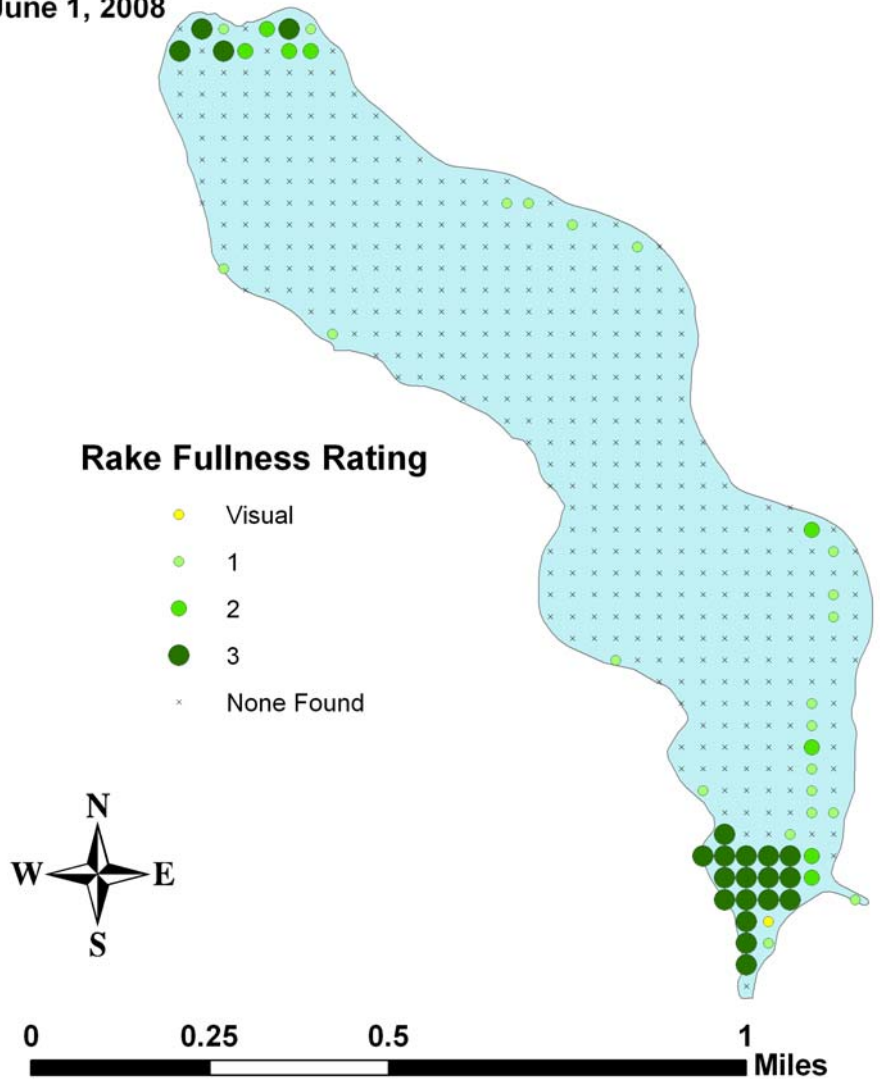 June 1, 2008
Rake Fullness Rating
Visual
1
2
3
None Found
N
W E
S
0 0.25 0.5 1
Miles